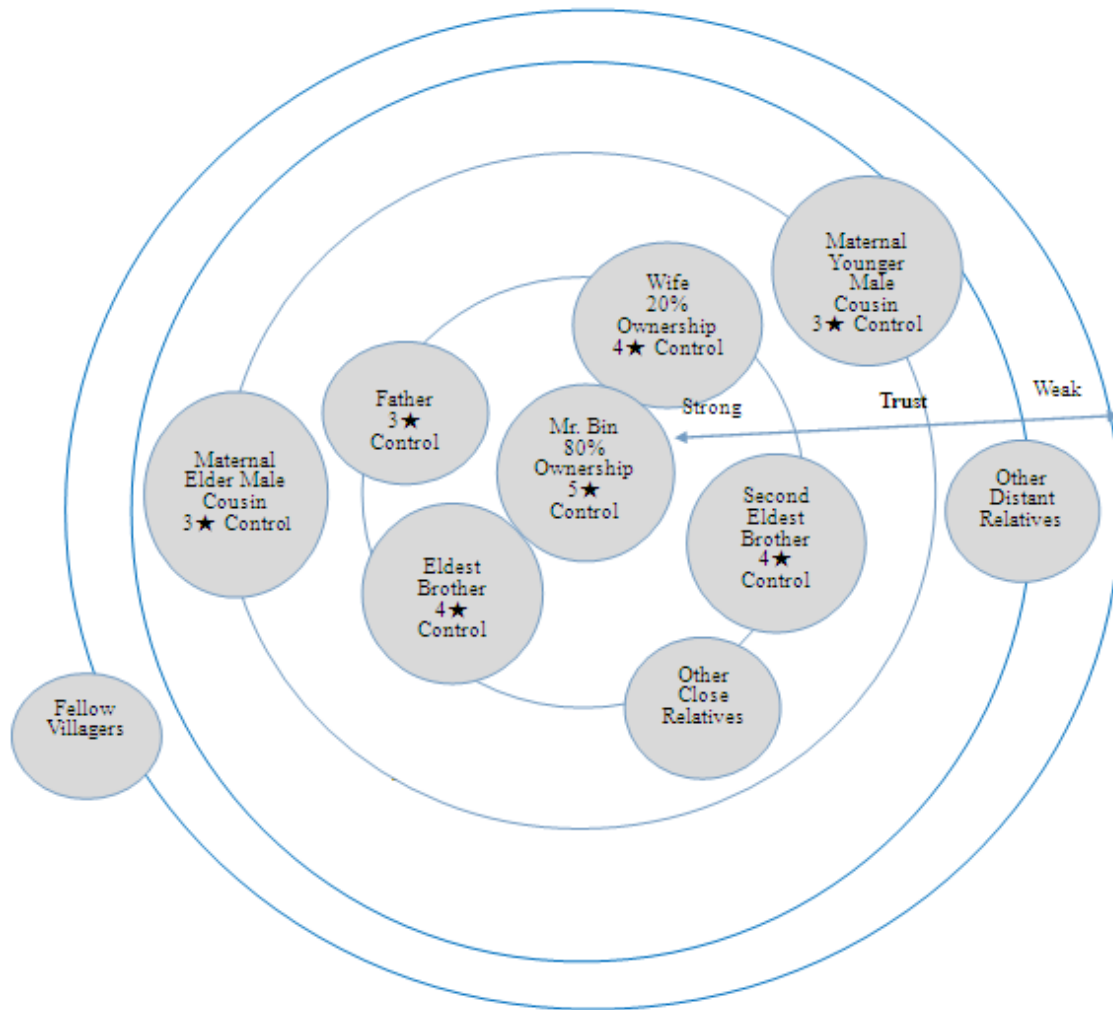 Maternal
Younger
Male
Cousin
3★ Control
Wife
20%
Ownership
4★ Control
Father
3★
Control
Mr. Bin
80%
Ownership
5★
Control
Strong
Trust
Weak
Maternal
Elder Male
Cousin
3★ Control
Second
Eldest
Brother
4★
Control
Other
Distant
Relatives
Eldest
Brother
4★
Control
Other
Close
Relatives
Fellow
Villagers